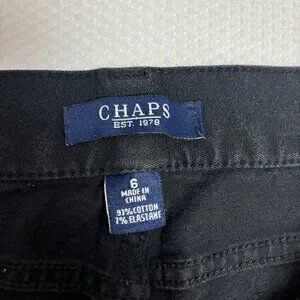 CHAPS
EST. 1978
6
MADE IN
CHINA
93% COTTON
7% ELASTANE